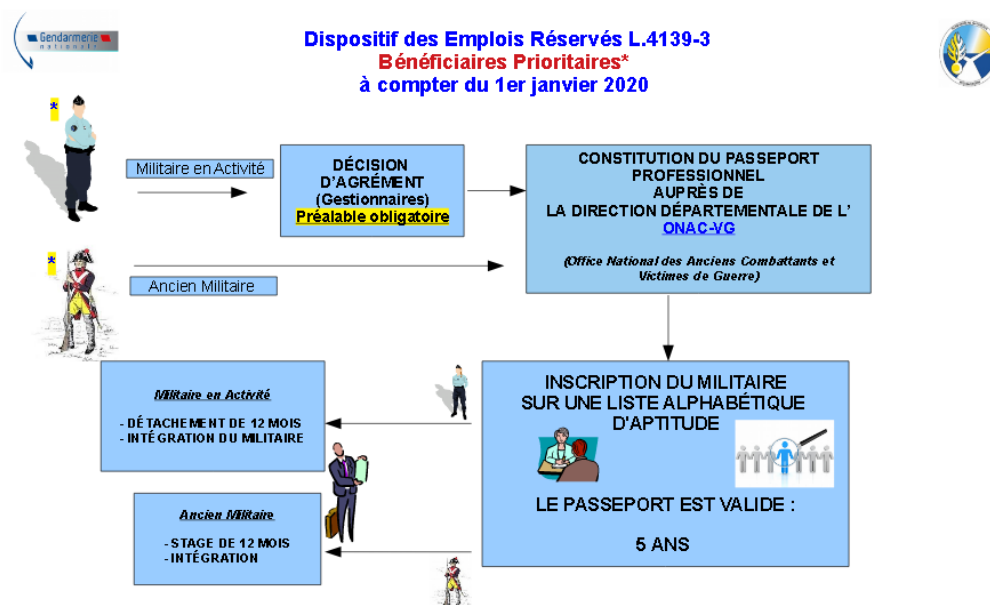 Gendarmerie
nationale
Dispositif des Emplois Réservés L.4139-3
Bénéficiaires Prioritaires*
à compter du 1er janvier 2020
*
Militaire en Activité
DÉCISION
D'AGRÉMENT
(Gestionnaires)
Préalable obligatoire
CONSTITUTION DU PASSEPORT
PROFESSIONNEL
AUPRÈS DE
LA DIRECTION DÉPARTEMENTALE DE L'
ONAC-VG
(Office National des Anciens Combattants et
Victimes de Guerre)
*
Ancien Militaire
Militaire en Activité
- DÉTACHEMENT DE 12 MOIS
- INTÉGRATION DU MILITAIRE
INSCRIPTION DU MILITAIRE
SUR UNE LISTE ALPHABÉTIQUE
D'APTITUDE
LE PASSEPORT EST VALIDE :
5 ANS
Ancien Militaire
- STAGE DE 12 MOIS
- INTÉGRATION